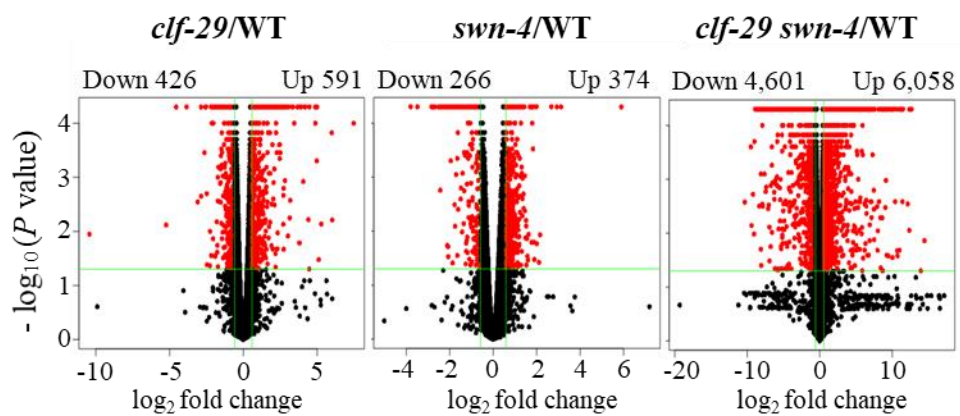 clf-29/WT
swn-4/WT
clf-29 swn-4/WT
Down 426
Up 591
Down 266
Up 374
Down 4,601
Up 6,058
- log10 (P value)
4
3
2
1
0
-10
-5
0
5
-4
-2
0
2
4
6
-20
-10
0
10
log2 fold change
log2 fold change
log2 fold change